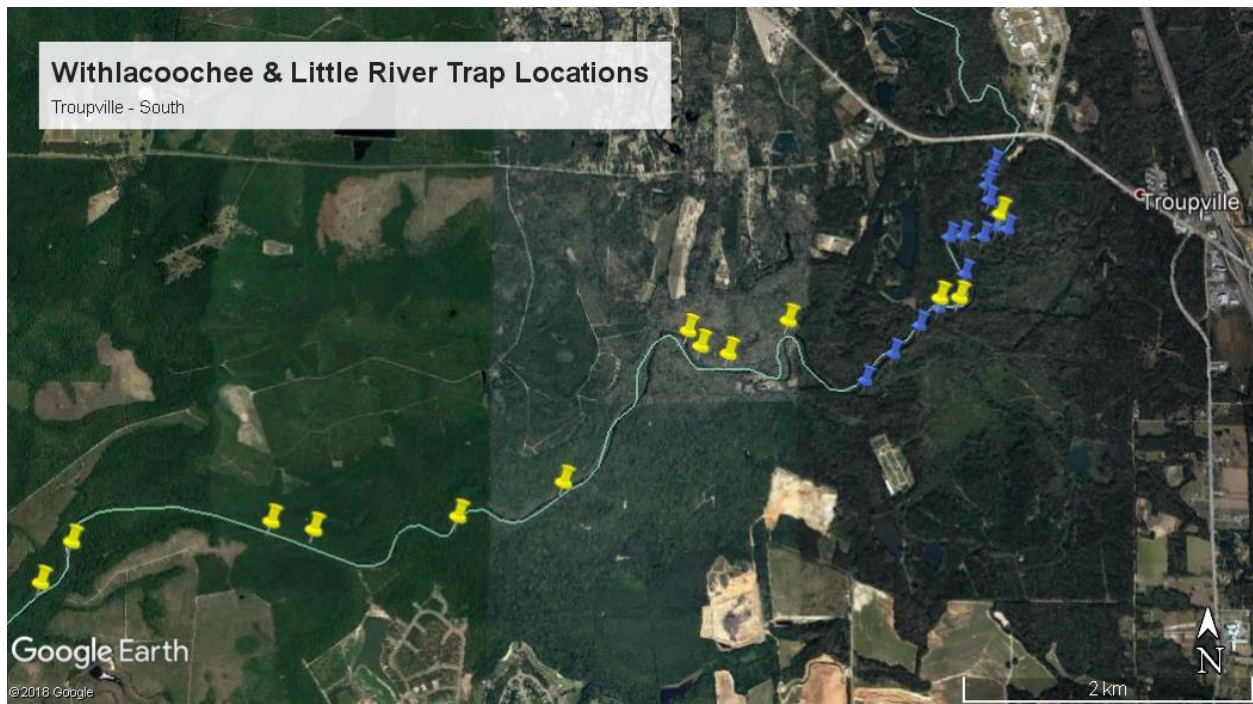 Withlacoochee & Little River Trap Locations
Troupville - South
Troupville
Google Earth
©2018 Google
N
2 km